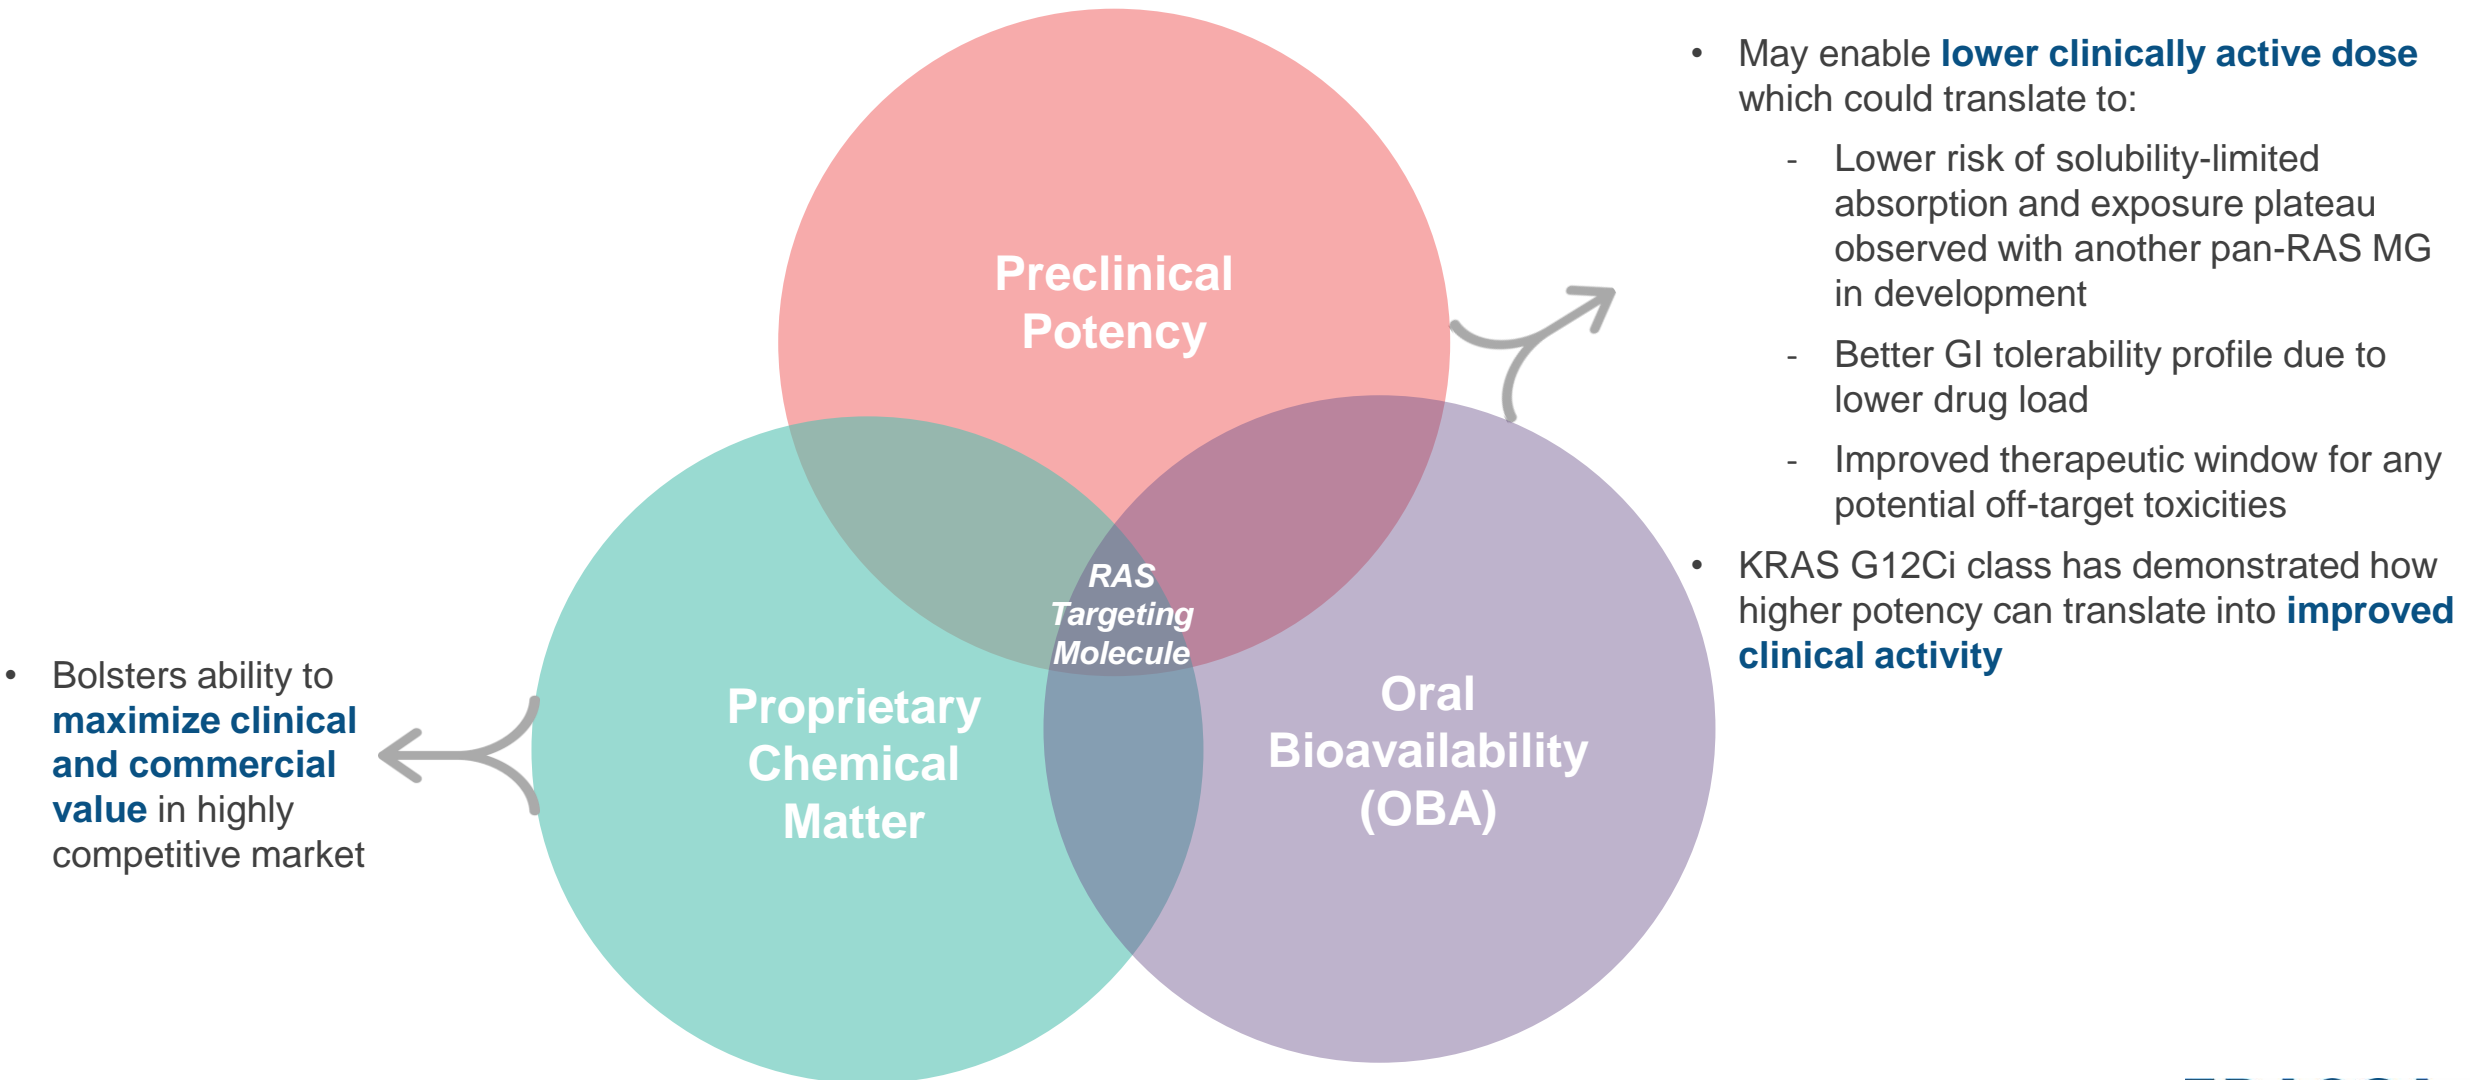 Preclinical
Potency
RAS
Targeting
Molecule
Proprietary
Chemical
Matter
Oral
Bioavailability
(OBA)
• Bolsters ability to
maximize clinical
and commercial
value in highly
competitive market
• May enable lower clinically active dose
which could translate to:
- Lower risk of solubility-limited
absorption and exposure plateau
observed with another pan-RAS MG
in development
- Better GI tolerability profile due to
lower drug load
- Improved therapeutic window for any
potential off-target toxicities
• KRAS G12Ci class has demonstrated how
higher potency can translate into improved
clinical activity